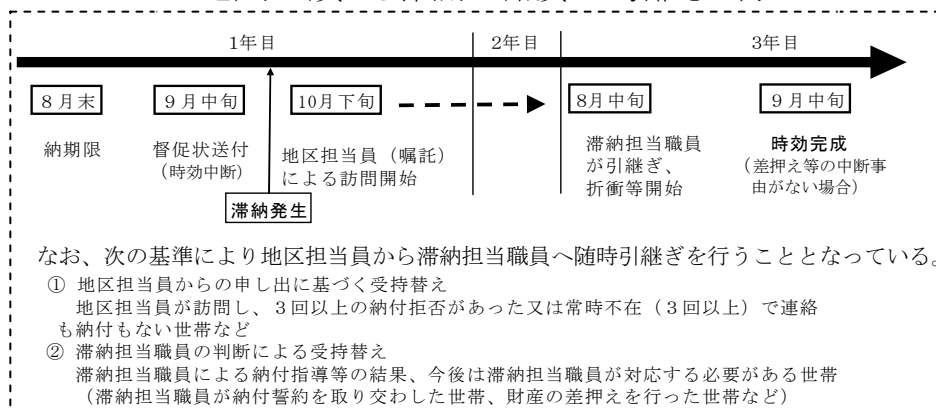 1年目
2年目
3年目
8月末
9月中旬
10月下旬
8月中旬
9月中旬
納期限
督促状送付
(時効中断)
地区担当員(嘱託)
による訪問開始
滞納担当職員
が引継ぎ、
折衝等開始
時効完成
(差押え等の中断事
由がない場合)
滞納発生
なお、次の基準により地区担当員から滞納担当職員へ随時引継ぎを行うこととなっている。
① 地区担当員からの申し出に基づく受持替え
地区担当員が訪問し、3回以上の納付拒否があった又は常時不在(3回以上)で連絡
も納付もない世帯など
② 滞納担当職員の判断による受持替え
滞納担当職員による納付指導等の結果、今後は滞納担当職員が対応する必要がある世帯
(滞納担当職員が納付誓約を取り交わした世帯、財産の差押えを行った世帯など)